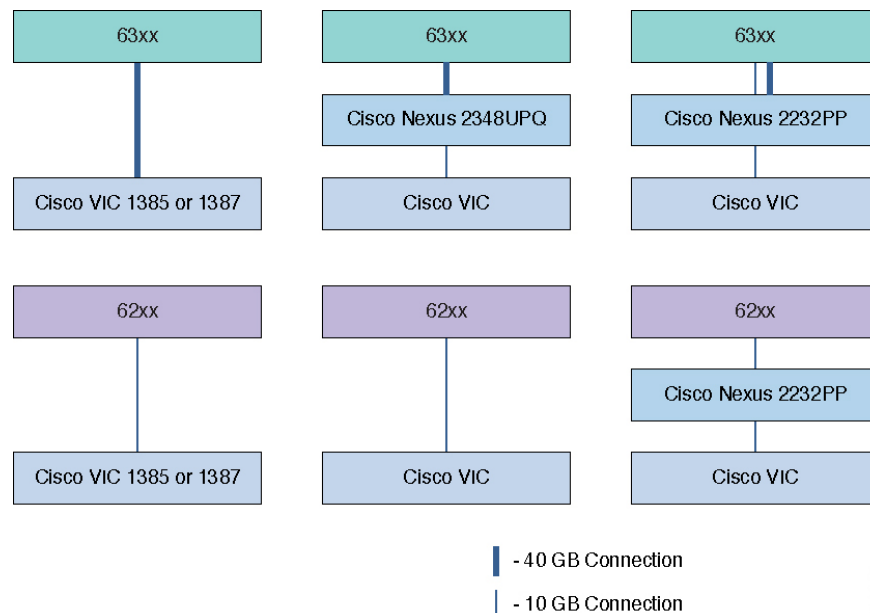 63xx
63xx
63xx
Cisco Nexus 2348UPQ
Cisco Nexus 2232PP
Cisco VIC 1385 or 1387
Cisco VIC
Cisco VIC
62xx
62xx
62xx
Cisco Nexus 2232PP
Cisco VIC 1385 or 1387
Cisco VIC
Cisco VIC
- 40 GB Connection
- 10 GB Connection